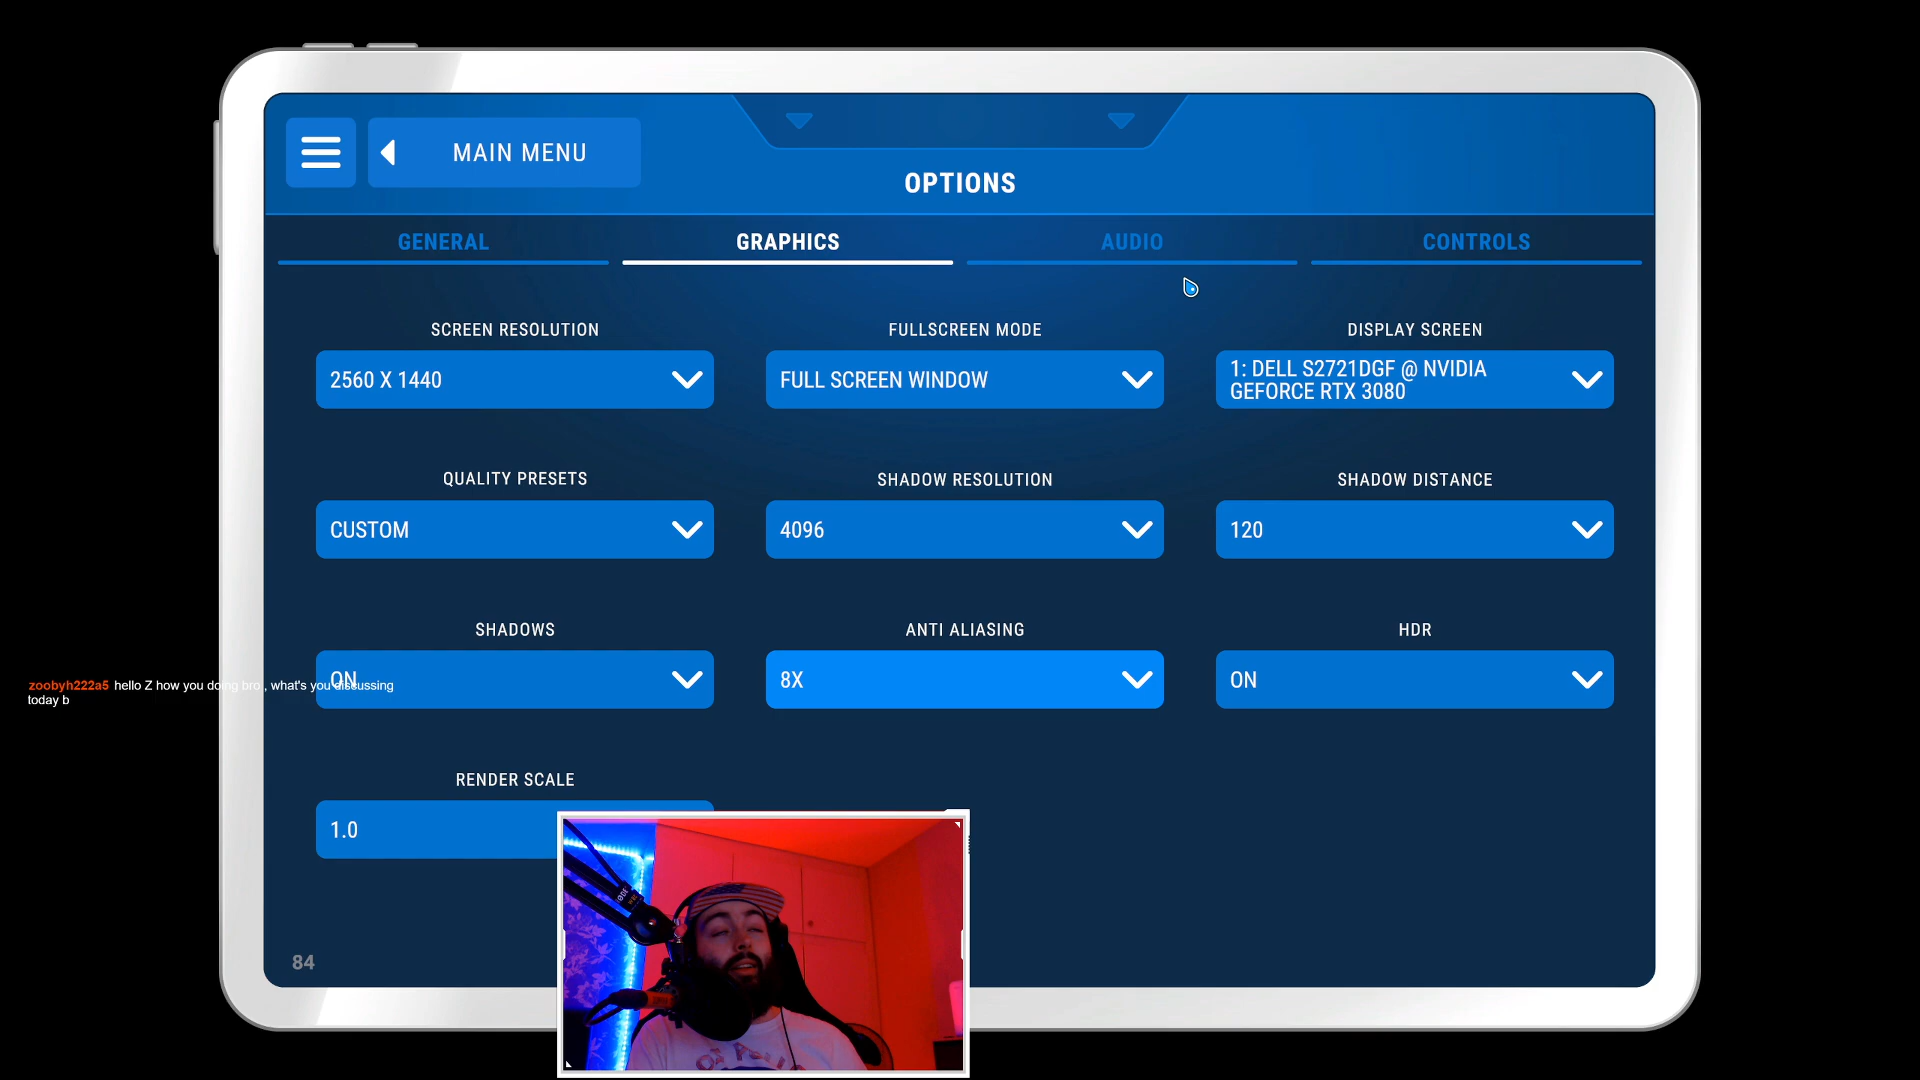 MAIN MENU
OPTIONS
GENERAL
GRAPHICS
AUDIO
CONTROLS
SCREEN RESOLUTION
2560 X 1440
FULLSCREEN MODE
FULL SCREEN WINDOW
DISPLAY SCREEN
1: DELL S2721DGF @ NVIDIA
GEFORCE RTX 3080
QUALITY PRESETS
CUSTOM
SHADOW RESOLUTION
4096
SHADOW DISTANCE
120
SHADOWS
ON
ANTI ALIASING
8X
HDR
ON
zoobyh222a5 hello Z how you doing bro , what's you discussing
today b
RENDER SCALE
1.0
84